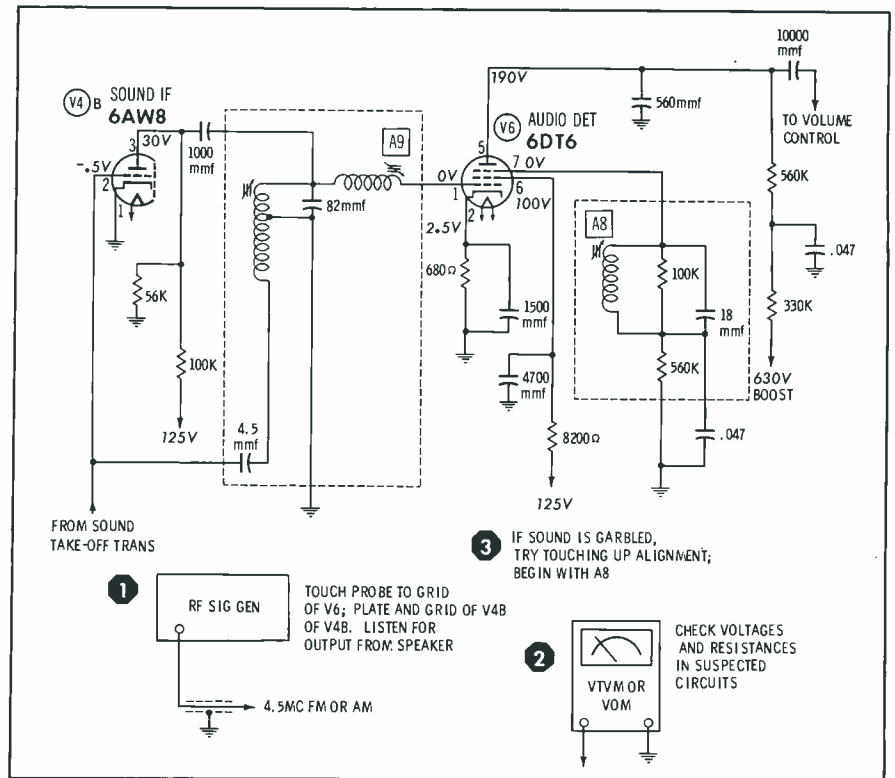 V4 B SOUND IF
6AW8
3 30V
-.5V
2
1
1000
mmf
56K
100K
125V
4.5
mmf
82mmf
A9
FROM SOUND
TAKE-OFF TRANS
V6 AUDIO DET
6DT6
190V
5
7 0V
6
100V
0V
1
2
2.5V
680Ω
1500
mmf
4700
mmf
8200Ω
125V
560mmf
10000
mmf
TO VOLUME
CONTROL
560K
.047
330K
630V
BOOST
A8
100K
18
mmf
560K
.047
1
RF SIG GEN
TOUCH PROBE TO GRID
OF V6; PLATE AND GRID OF V4B
OF V4B. LISTEN FOR
OUTPUT FROM SPEAKER
4.5MC FM OR AM
3
IF SOUND IS GARBLED,
TRY TOUCHING UP ALIGNMENT;
BEGIN WITH A8
2
VTVM OR
VOM
CHECK VOLTAGES
AND RESISTANCES
IN SUSPECTED
CIRCUITS